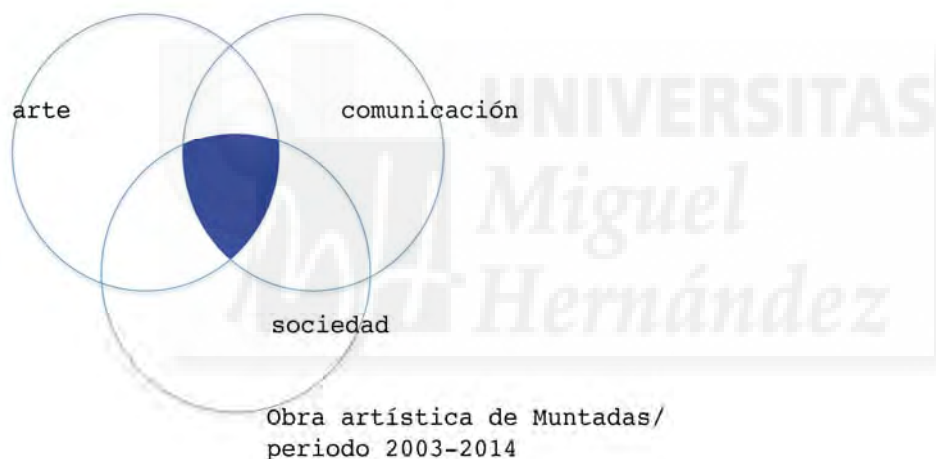 arte
comunicación
UNIVERSITAS
Miguel
Hernández
sociedad
Obra artística de Muntadas/
periodo 2003-2014